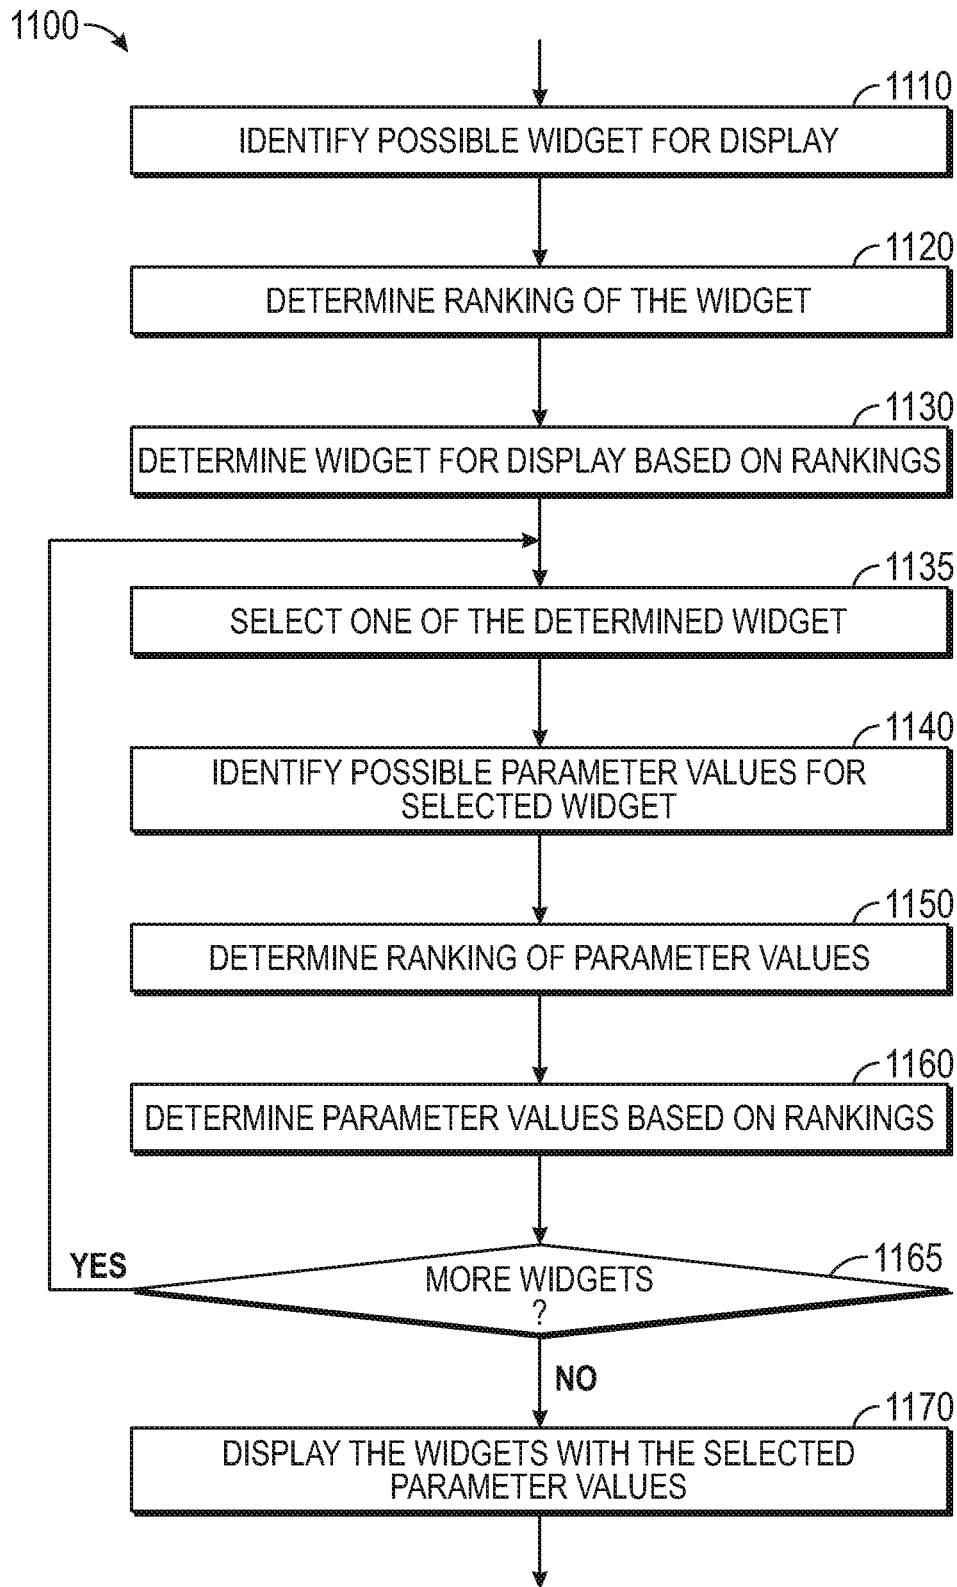 1100
1110
IDENTIFY POSSIBLE WIDGET FOR DISPLAY
1120
DETERMINE RANKING OF THE WIDGET
1130
DETERMINE WIDGET FOR DISPLAY BASED ON RANKINGS
1135
SELECT ONE OF THE DETERMINED WIDGET
1140
IDENTIFY POSSIBLE PARAMETER VALUES FOR
SELECTED WIDGET
1150
DETERMINE RANKING OF PARAMETER VALUES
1160
DETERMINE PARAMETER VALUES BASED ON RANKINGS
YES
1165
MORE WIDGETS
?
NO
1170
DISPLAY THE WIDGETS WITH THE SELECTED
PARAMETER VALUES